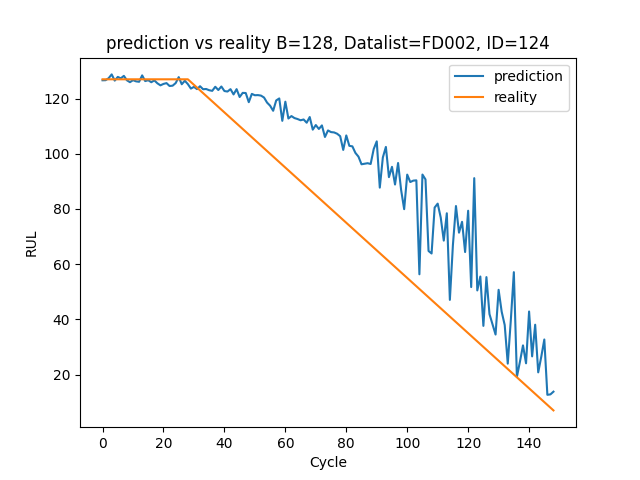 prediction vs reality B=128, Datalist=FD002, ID=124
prediction
reality
120
100
80
60
40
20
RUL
0 20 40 60 80 100 120 140
Cycle